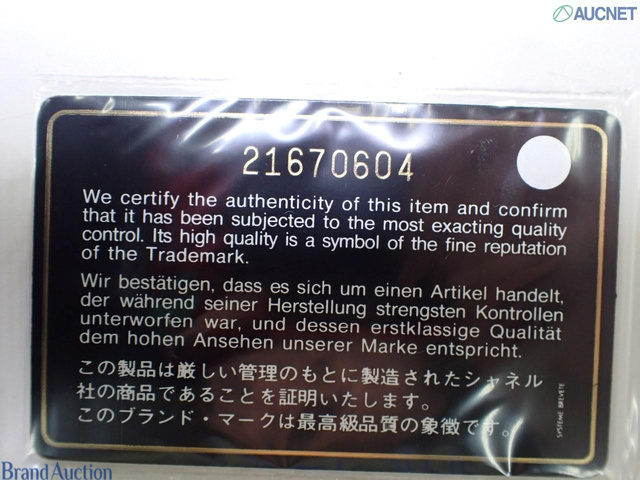 AUCNET
21670604
We certify the authenticity of this item and confirm
that it has been subjected to the most exacting quality
control. Its high quality is a symbol of the fine reputation
of the Trademark.
Wir bestätigen, dass es sich um einen Artikel handelt,
der während seiner Herstellung strengsten Kontrollen
unterworfen war, und dessen erstklassige Qualität
dem hohen Ansehen unserer Marke entspricht.
この製品は厳しい管理のもとに製造されたシャネル
社の商品であることを証明いたします。
このブランド・マークは最高級品質の象徴です。
SYSTEME BREVETE
Brand Auction